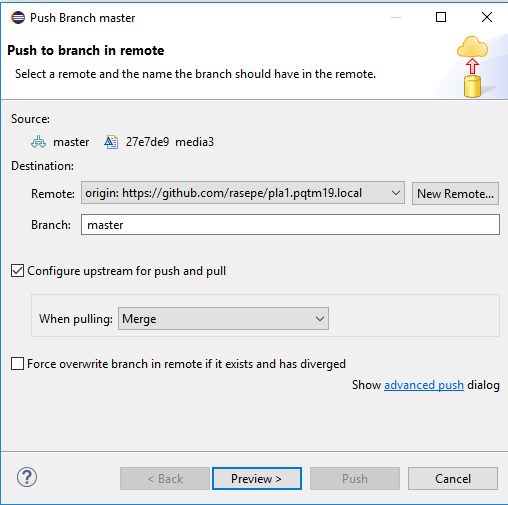 Push Branch master
Push to branch in remote
Select a remote and the name the branch should have in the remote.
Source:
master 27e7de9 media3
Destination:
Remote: origin: https://github.com/rasepe/pla1.pqtm19.local New Remote...
Branch: master
Configure upstream for push and pull
When pulling: Merge
Force overwrite branch in remote if it exists and has diverged
Show advanced push dialog
< Back Preview > Push Cancel